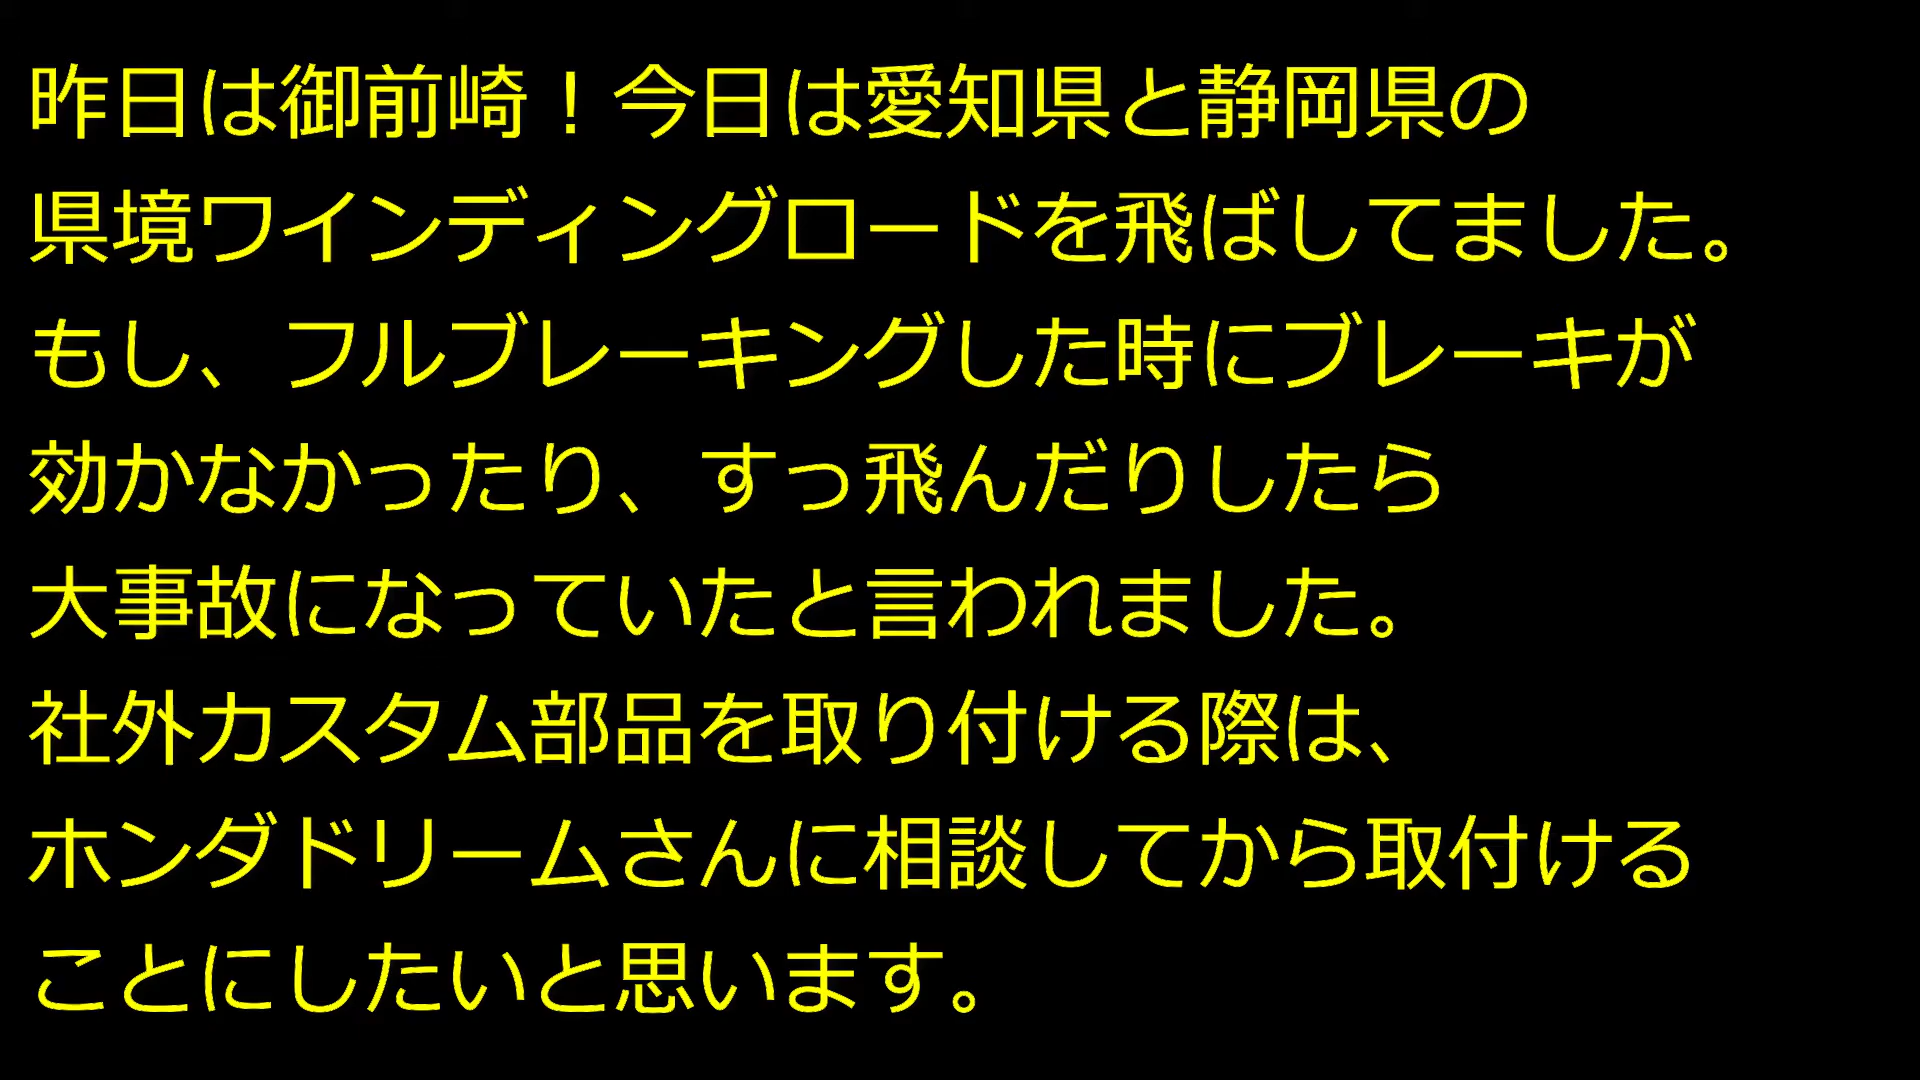 昨日は御前崎！今日は愛知県と静岡県の
県境ワインディングロードを飛ばしてました。
もし、フルブレーキングした時にブレーキが
効かなかったり、すっ飛んだりしたら
大事故になっていたと言われました。
社外カスタム部品を取り付ける際は、
ホンダドリームさんに相談してから取付ける
ことにしたいと思います。